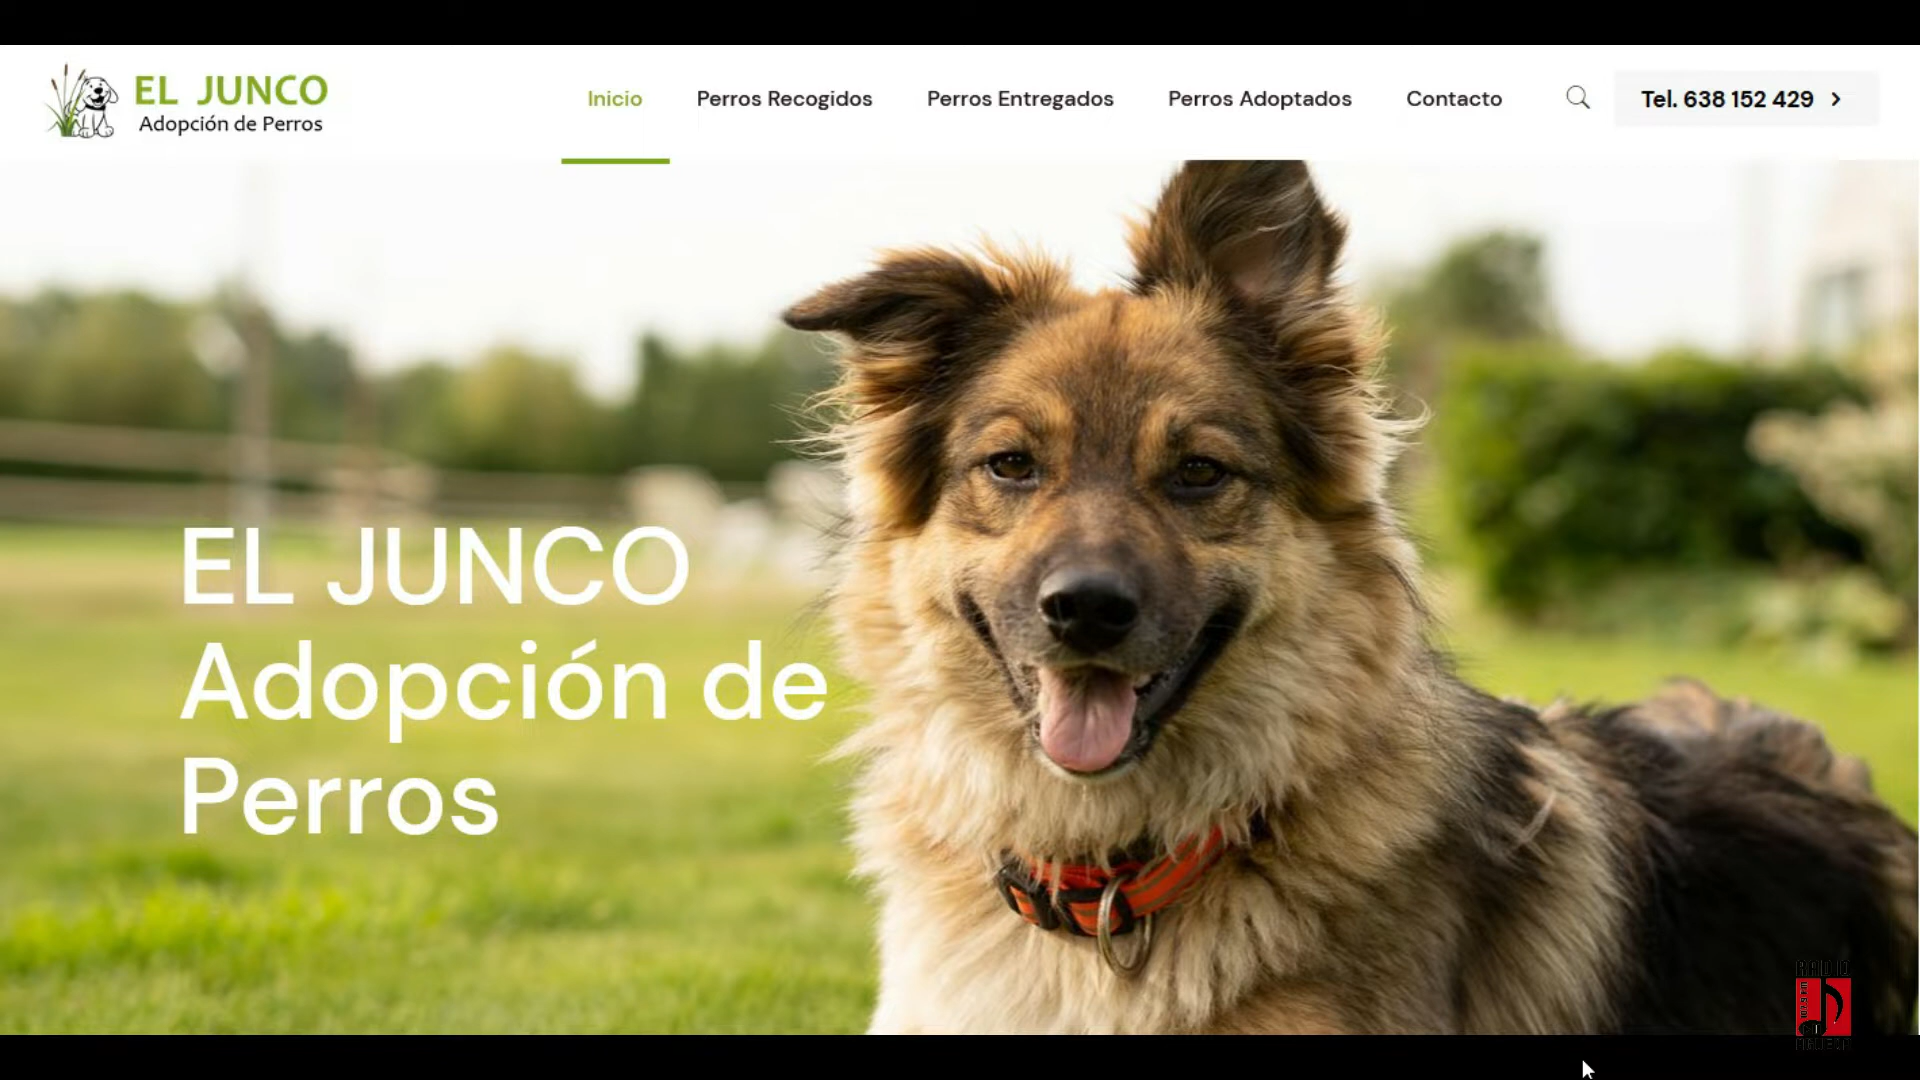 EL JUNCO
Adopción de Perros
Inicio
Perros Recogidos
Perros Entregados
Perros Adoptados
Contacto
Tel. 638 152 429
EL JUNCO
Adopción de
Perros
RADIO